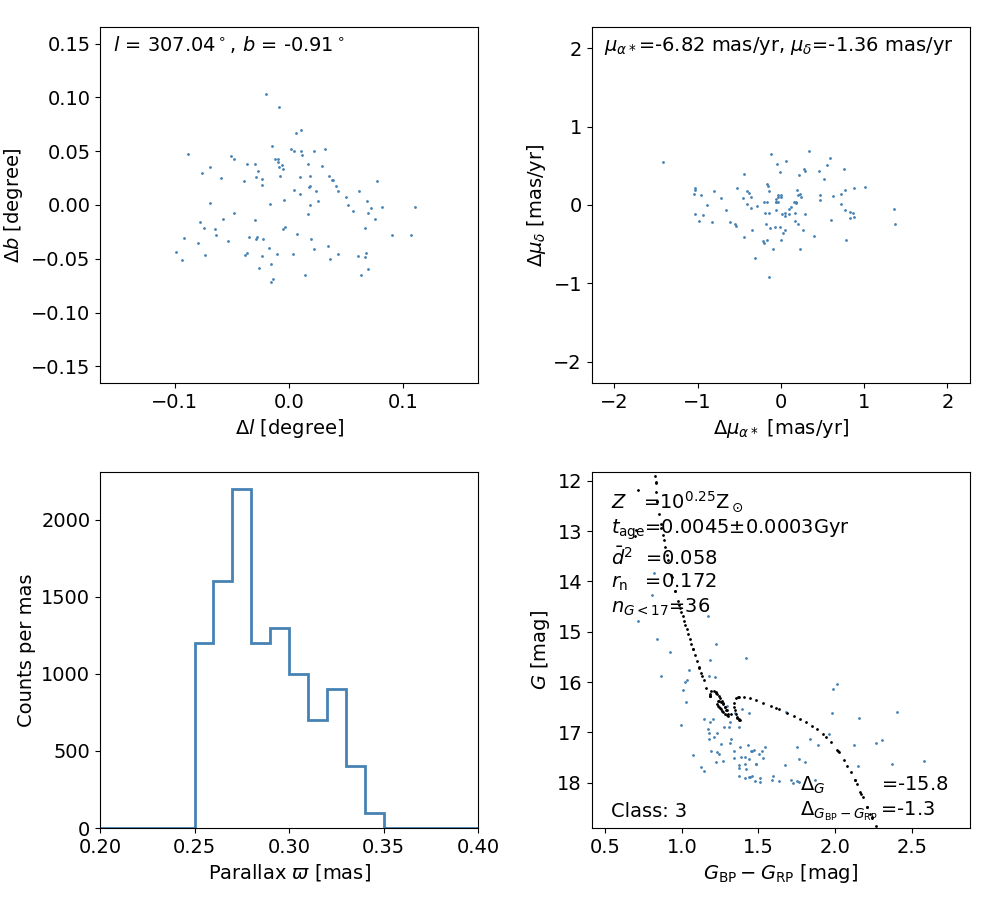 l = 307.04°, b = -0.91°
0.15
0.10
0.05
0.00
−0.05
−0.10
−0.15
Δb [degree]
−0.1 0.0 0.1
Δl [degree]
μα*=-6.82 mas/yr, μδ=-1.36 mas/yr
2
1
0
−1
−2
Δμδ [mas/yr]
−2 −1 0 1 2
Δμα* [mas/yr]
2000
1500
1000
500
0
Counts per mas
0.20 0.25 0.30 0.35 0.40
Parallax ϖ [mas]
12
13
14
15
16
17
18
G [mag]
Z =10^0.25 Z⊙
t_age=0.0045±0.0003Gyr
d̄² =0.058
r_n =0.172
n_G<17=36
Δ_G =-15.8
Δ_GBP−GRP=-1.3
Class: 3
0.5 1.0 1.5 2.0 2.5
G_BP − G_RP [mag]